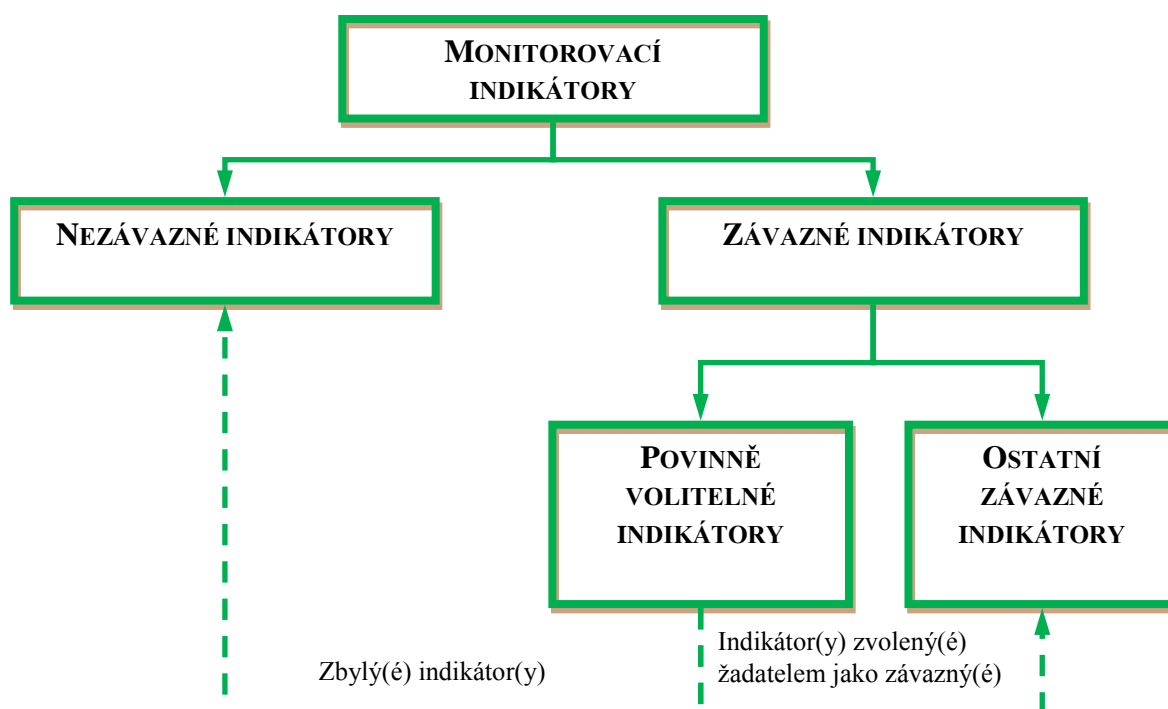 MONITOROVACÍ
INDIKÁTORY
NEZÁVAZNÉ INDIKÁTORY
ZÁVAZNÉ INDIKÁTORY
POVINNĚ
VOLITELNÉ
INDIKÁTORY
OSTATNÍ
ZÁVAZNÉ
INDIKÁTORY
Zbylý(é) indikátor(y)
Indikátor(y) zvolený(é)
žadatelem jako závazný(é)